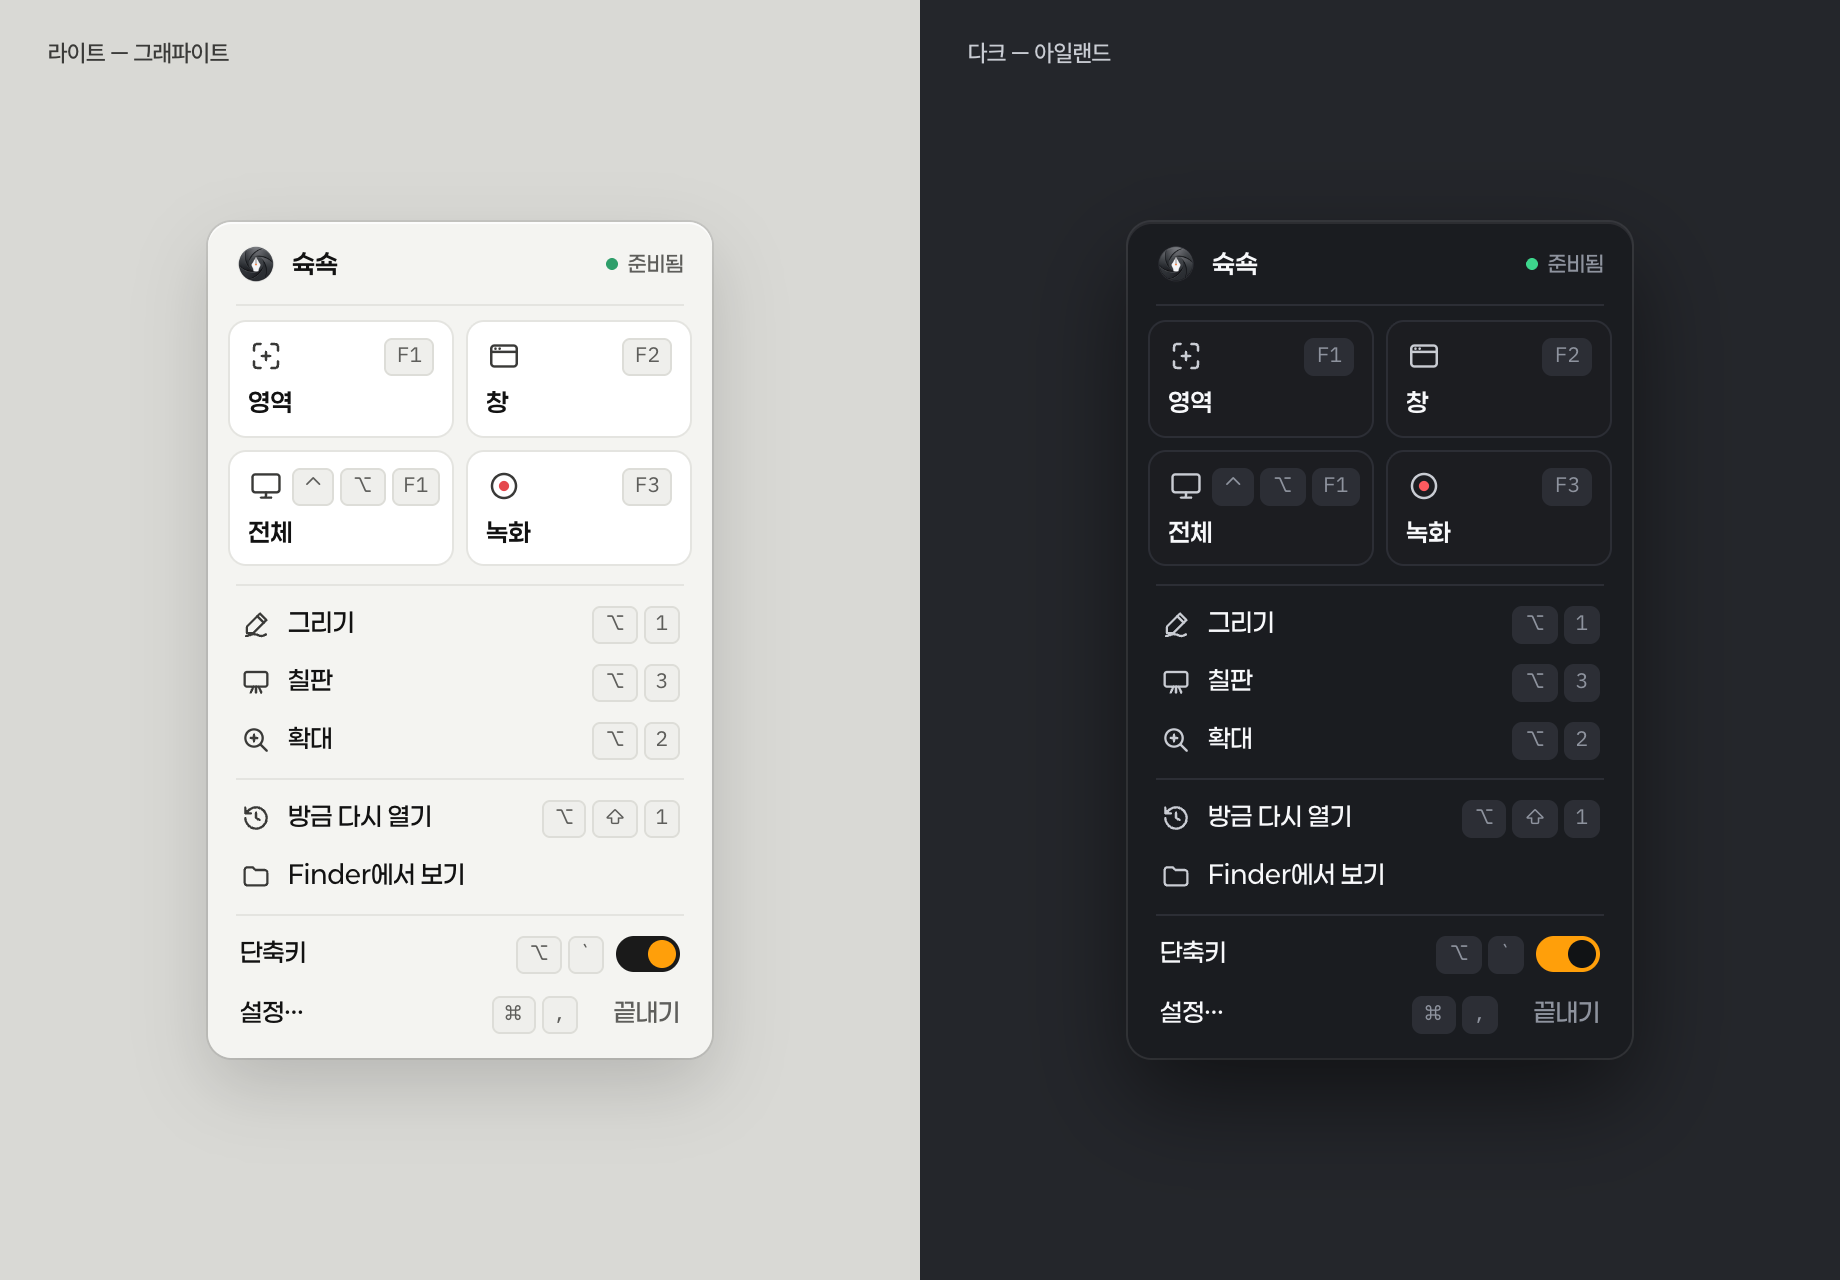 라이트 — 그래파이트
슉쇽 준비됨
영역 F1
창 F2
전체 ^ ⌥ F1
녹화 F3
그리기 ⌥ 1
칠판 ⌥ 3
확대 ⌥ 2
방금 다시 열기 ⌥ ⇧ 1
Finder에서 보기
단축키 ⌥ `
설정… ⌘ , 끝내기
다크 — 아일랜드
슉쇽 준비됨
영역 F1
창 F2
전체 ^ ⌥ F1
녹화 F3
그리기 ⌥ 1
칠판 ⌥ 3
확대 ⌥ 2
방금 다시 열기 ⌥ ⇧ 1
Finder에서 보기
단축키 ⌥ `
설정… ⌘ , 끝내기